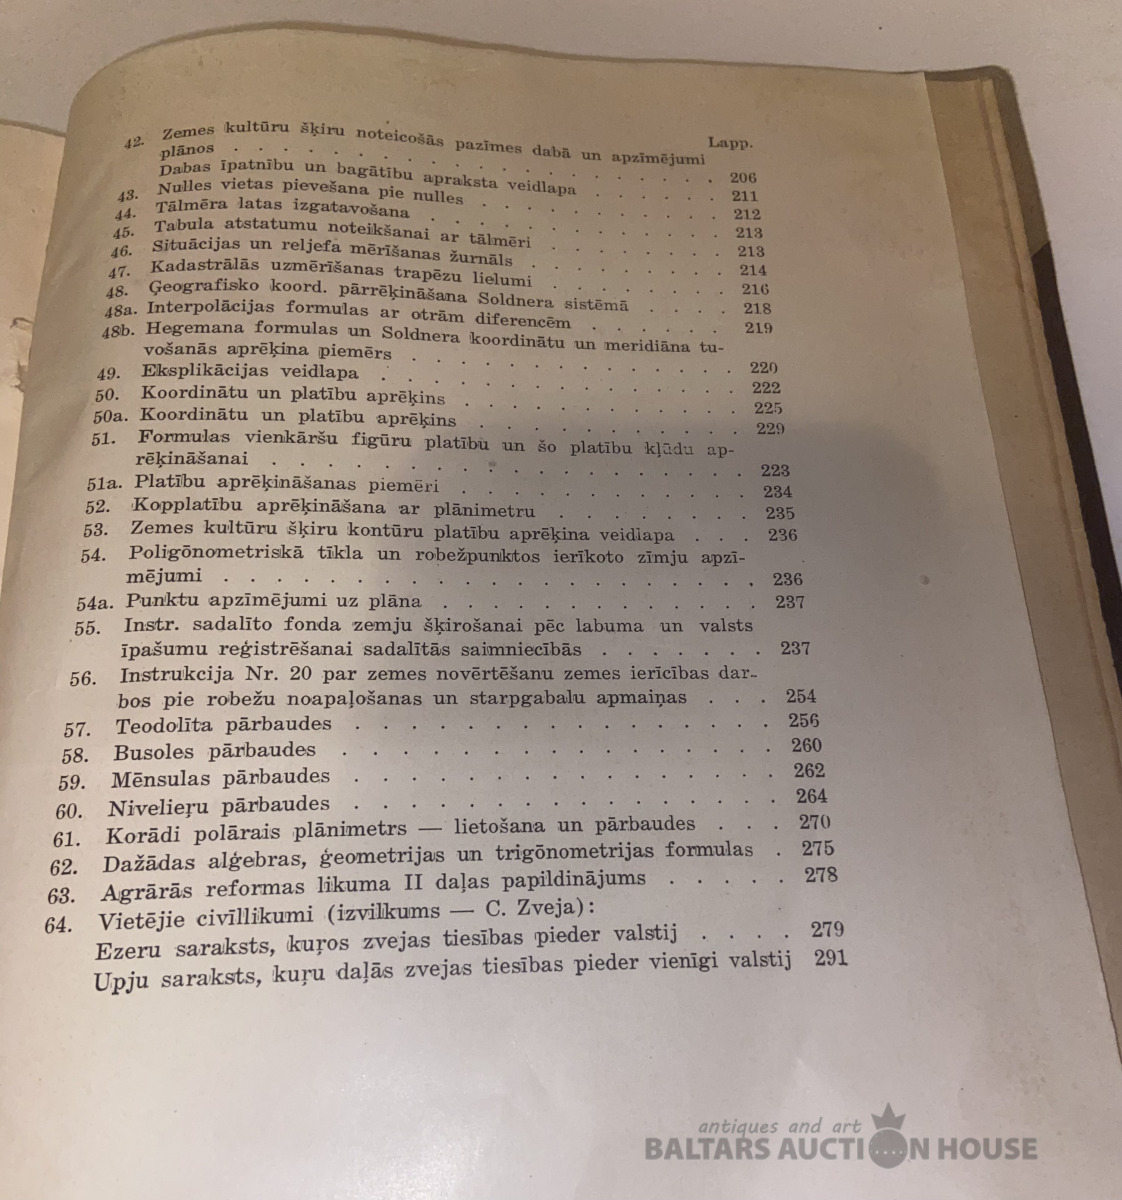 Lapp.
42. Zemes kultūru šķiru noteicošās pazīmes dabā un apzīmējumi
plānos . . . . . . . . . . . . . . . . 206
Dabas īpatnību un bagātību apraksta veidlapa . . . . . . 211
43. Nulles vietas pievešana pie nulles . . . . . . . . . . 212
44. Tālmēra latas izgatavošana . . . . . . . . . . . . 213
45. Tabula atstatumu noteikšanai ar tālmēri . . . . . . . . 213
46. Situācijas un reljefa mērīšanas žurnāls . . . . . . . . 214
47. Kadastrālās uzmērīšanas trapēzu lielumi . . . . . . . . 216
48. Ģeografisko koord. pārrēķināšana Soldnera sistēmā . . . . 218
48a. Interpolācijas formulas ar otrām diferencēm . . . . . . 219
48b. Hegemana formulas un Soldnera koordinātu un meridiāna tu-
vošanās aprēķina piemērs . . . . . . . . . . . . . 220
49. Eksplikācijas veidlapa . . . . . . . . . . . . . . 222
50. Koordinātu un platību aprēķins . . . . . . . . . . . 225
50a. Koordinātu un platību aprēķins . . . . . . . . . . . 229
51. Formulas vienkāršu figūru platību un šo platību kļūdu ap-
rēķināšanai . . . . . . . . . . . . . . . . . 223
51a. Platību aprēķināšanas piemēri . . . . . . . . . . . 234
52. Kopplatību aprēķināšana ar plānimetru . . . . . . . . 235
53. Zemes kultūru šķiru kontūru platību aprēķina veidlapa . . . 236
54. Poligōnometriskā tīkla un robežpunktos ierīkoto zīmju apzī-
mējumi . . . . . . . . . . . . . . . . . . . 236
54a. Punktu apzīmējumi uz plāna . . . . . . . . . . . . 237
55. Instr. sadalīto fonda zemju šķirošanai pēc labuma un valsts
īpašumu reģistrēšanai sadalītās saimniecībās . . . . . . . 237
56. Instrukcija Nr. 20 par zemes novērtēšanu zemes ierīcības dar-
bos pie robežu noapaļošanas un starpgabalu apmaiņas . . . 254
57. Teodolīta pārbaudes . . . . . . . . . . . . . . . 256
58. Busoles pārbaudes . . . . . . . . . . . . . . . . 260
59. Mēnsulas pārbaudes . . . . . . . . . . . . . . . 262
60. Nivelieŗu pārbaudes . . . . . . . . . . . . . . . 264
61. Korādi polārais plānimetrs — lietošana un pārbaudes . . . 270
62. Dažādas alģebras, ģeometrijas un trigōnometrijas formulas . 275
63. Agrārās reformas likuma II daļas papildinājums . . . . . 278
64. Vietējie civīllikumi (izvilkums — C. Zveja):
Ezeru saraksts, kuŗos zvejas tiesības pieder valstij . . . . 279
Upju saraksts, kuŗu daļās zvejas tiesības pieder vienīgi valstij 291
antiques and art
BALTARS AUCTION HOUSE